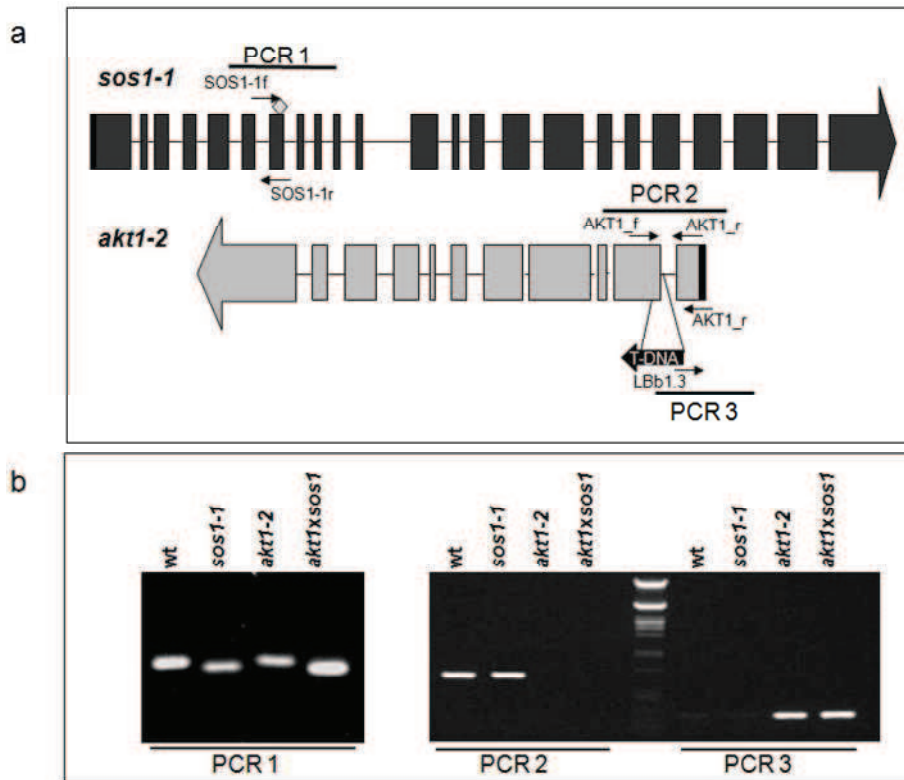 a
PCR 1
sos1-1
SOS1-1f
SOS1-1r
PCR 2
akt1-2
AKT1_f
AKT1_r
AKT1_r
T-DNA
LBb1.3
PCR 3
b
wt
sos1-1
akt1-2
akt1xsos1
wt
sos1-1
akt1-2
akt1xsos1
wt
sos1-1
akt1-2
akt1xsos1
PCR 1
PCR 2
PCR 3